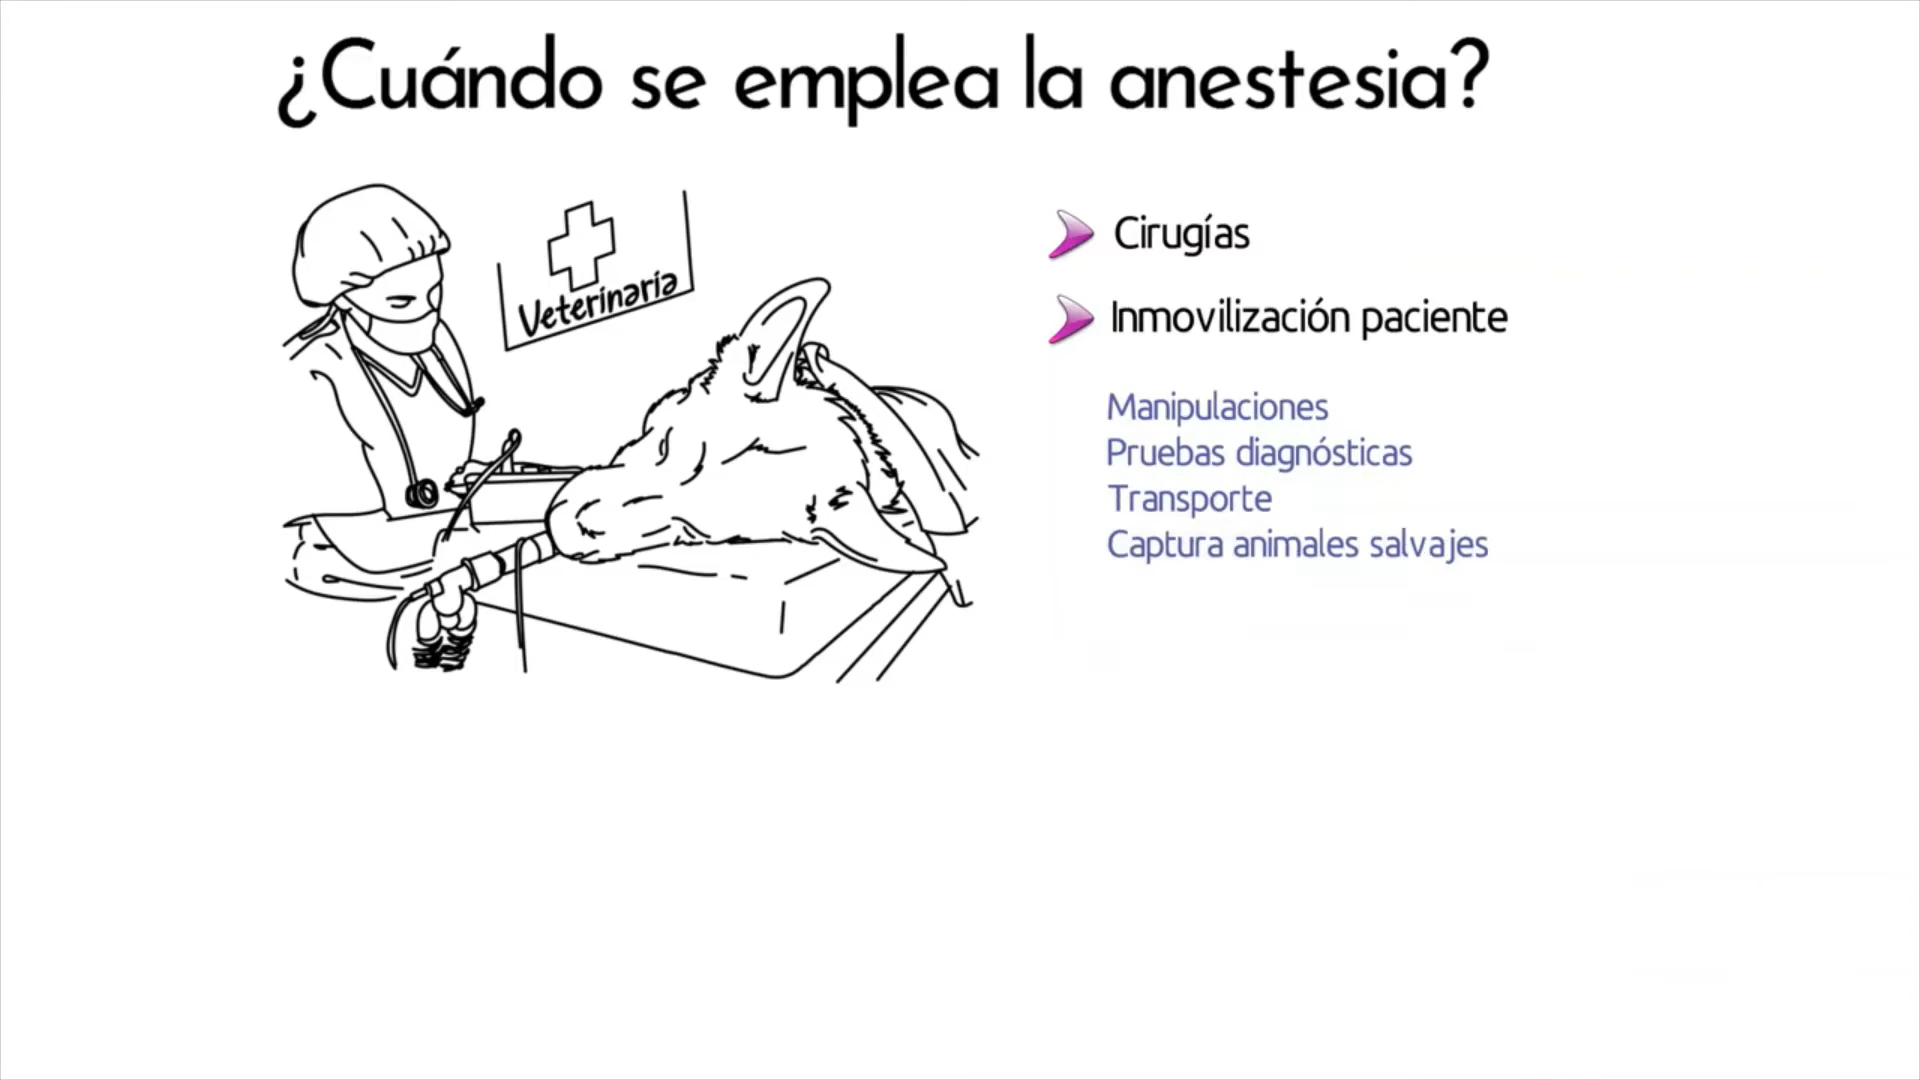 ¿Cuándo se emplea la anestesia?
Veterinaria
Cirugías
Inmovilización paciente
Manipulaciones
Pruebas diagnósticas
Transporte
Captura animales salvajes